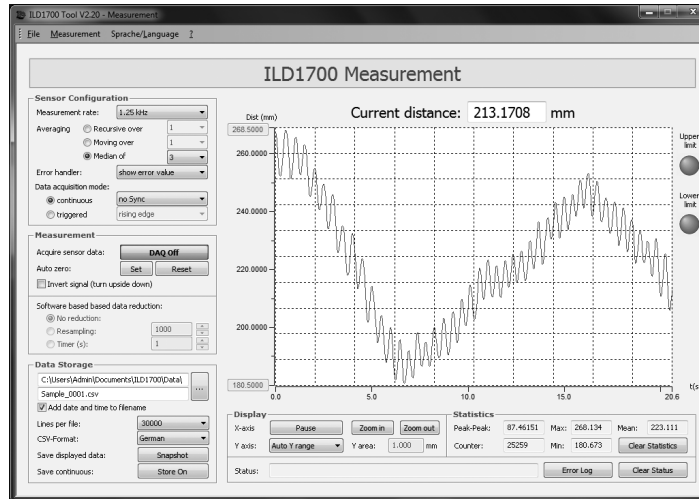 ILD1700 Tool V2.20 - Measurement
File Measurement Sprache/Language ?
ILD1700 Measurement
Sensor Configuration
Measurement rate: 1.25 kHz
Averaging Recursive over 1
Moving over 1
Median of 3
Error handler: show error value
Data acquisition mode:
continuous no Sync
triggered rising edge
Measurement
Acquire sensor data: DAQ Off
Auto zero: Set Reset
Invert signal (turn upside down)
Software based based data reduction:
No reduction:
Resampling: 1000
Timer (s): 1
Data Storage
C:\Users\Admin\Documents\ILD1700\Data\
Sample_0001.csv ...
Add date and time to filename
Lines per file: 30000
CSV-Format: German
Save displayed data: Snapshot
Save continuous: Store On
Dist (mm) Current distance: 213.1708 mm
268.5000
260.0000
240.0000
220.0000
200.0000
180.5000
0.0 5.0 10.0 15.0 20.6
t(s
Upper
limit
Lower
limit
Display
X-axis Pause Zoom in Zoom out
Y axis: Auto Y range Y area: 1.000 mm
Statistics
Peak-Peak: 87.46151 Max: 268.134 Mean: 223.111
Counter: 25259 Min: 180.673 Clear Statistics
Status: Error Log Clear Status